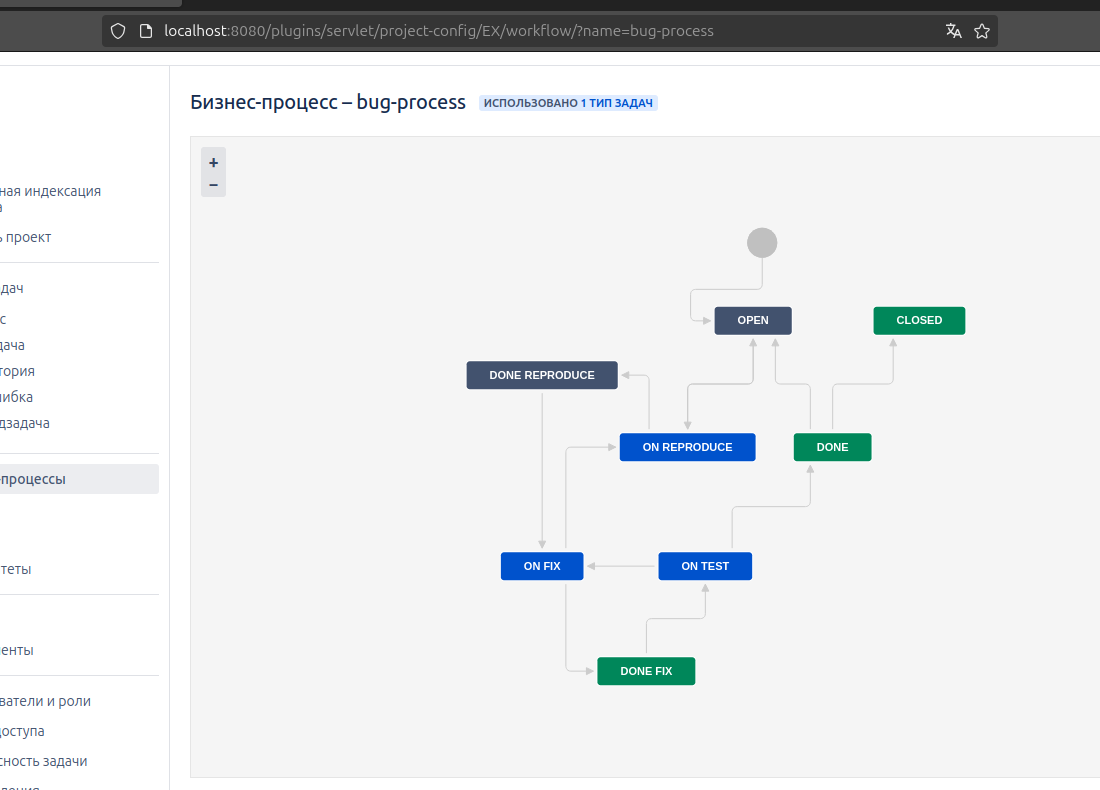 localhost:8080/plugins/servlet/project-config/EX/workflow/?name=bug-process
Бизнес-процесс – bug-process ИСПОЛЬЗОВАНО 1 ТИП ЗАДАЧ
+
−
ная индексация
а
ь проект
дач
с
дача
тория
ибка
дзадача
процессы
теты
енты
ватели и роли
доступа
сность задачи
OPEN
CLOSED
DONE REPRODUCE
ON REPRODUCE
DONE
ON FIX
ON TEST
DONE FIX